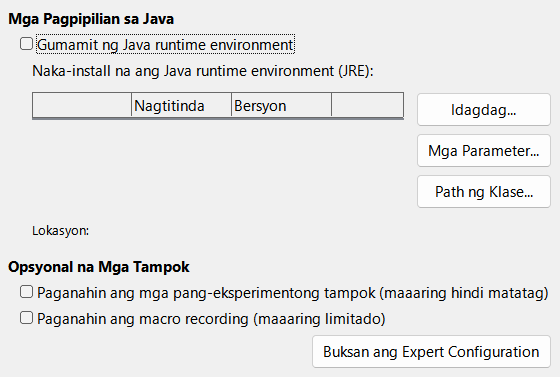 Mga Pagpipilian sa Java
Gumamit ng Java runtime environment
Naka-install na ang Java runtime environment (JRE):
Nagtitinda Bersyon
Idagdag...
Mga Parameter...
Path ng Klase...
Lokasyon:
Opsyonal na Mga Tampok
Paganahin ang mga pang-eksperimentong tampok (maaaring hindi matatag)
Paganahin ang macro recording (maaaring limitado)
Buksan ang Expert Configuration